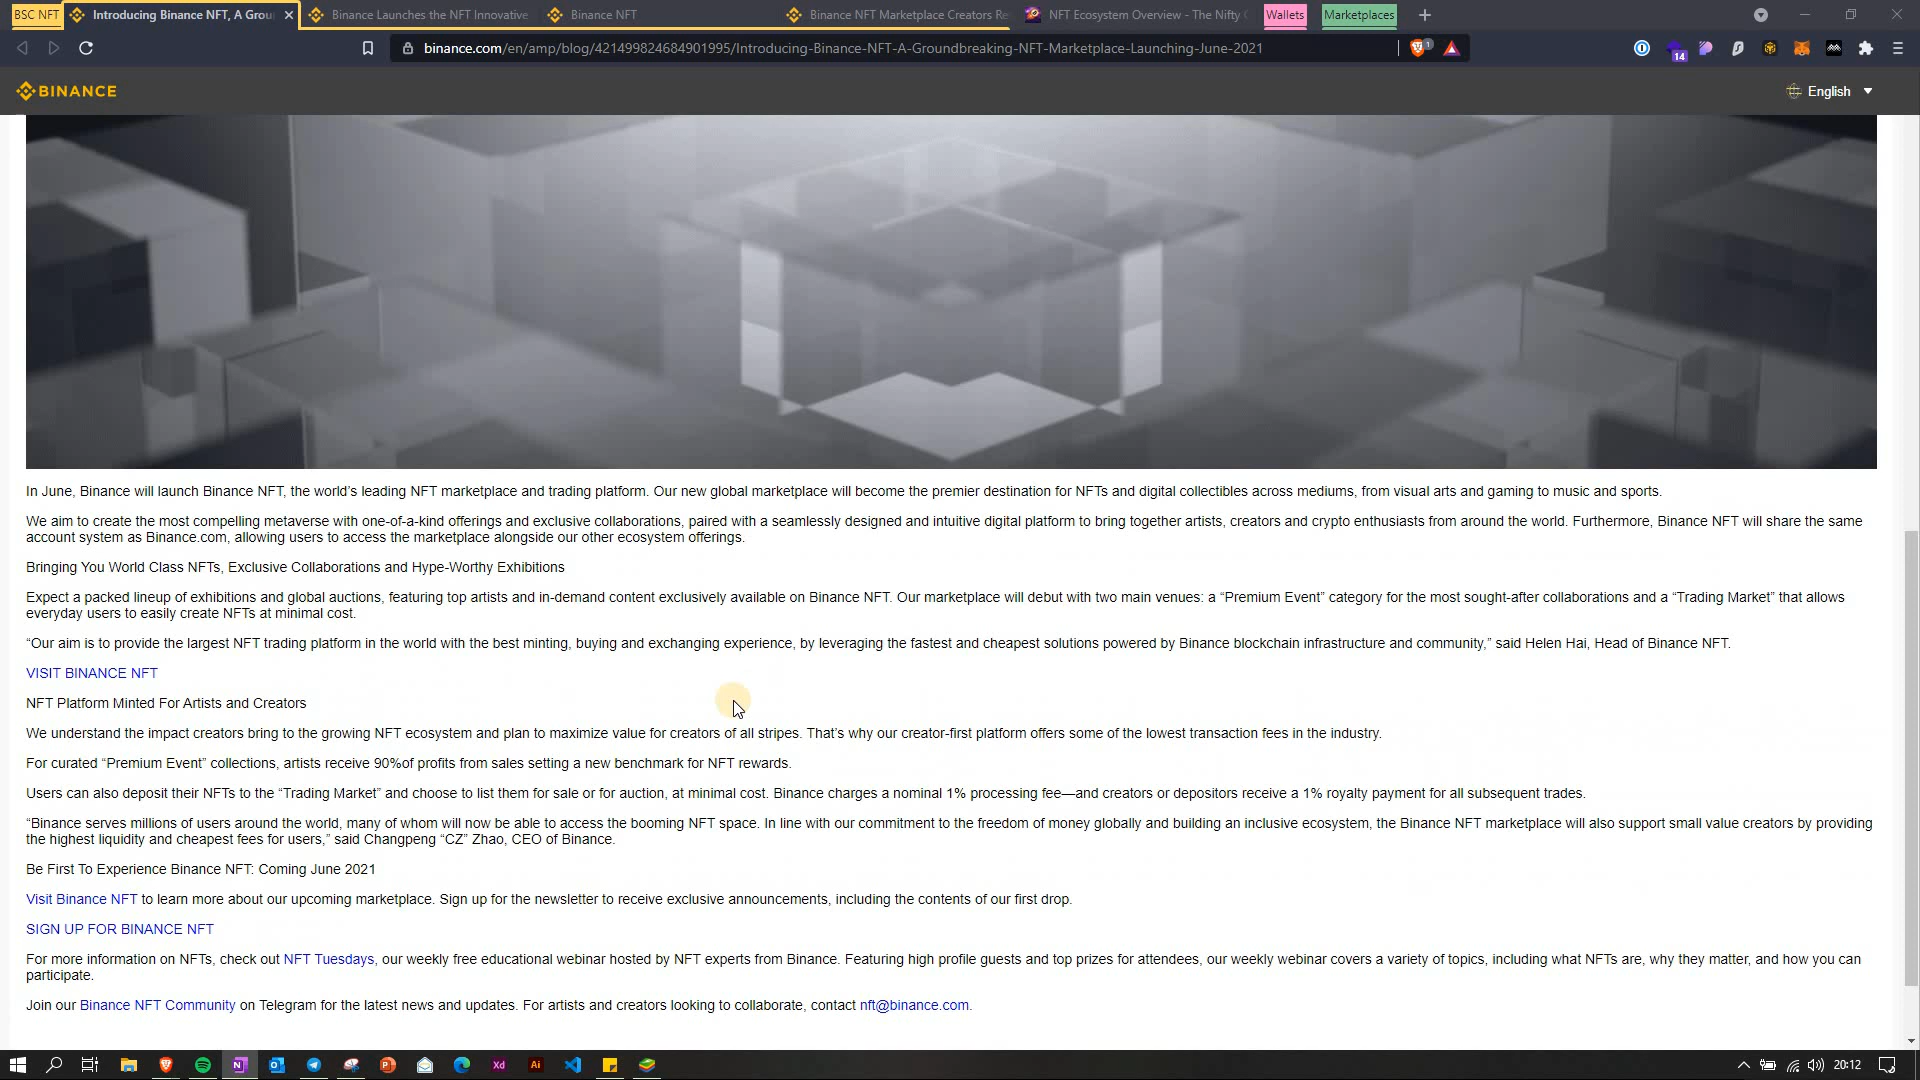 BSC NFT
Introducing Binance NFT, A Grou
Binance Launches the NFT Innovative
Binance NFT
Binance NFT Marketplace Creators Re
NFT Ecosystem Overview - The Nifty
Wallets
Marketplaces
binance.com/en/amp/blog/421499824684901995/Introducing-Binance-NFT-A-Groundbreaking-NFT-Marketplace-Launching-June-2021
1
14
BINANCE
English
In June, Binance will launch Binance NFT, the world's leading NFT marketplace and trading platform. Our new global marketplace will become the premier destination for NFTs and digital collectibles across mediums, from visual arts and gaming to music and sports.
We aim to create the most compelling metaverse with one-of-a-kind offerings and exclusive collaborations, paired with a seamlessly designed and intuitive digital platform to bring together artists, creators and crypto enthusiasts from around the world. Furthermore, Binance NFT will share the same
account system as Binance.com, allowing users to access the marketplace alongside our other ecosystem offerings.
Bringing You World Class NFTs, Exclusive Collaborations and Hype-Worthy Exhibitions
Expect a packed lineup of exhibitions and global auctions, featuring top artists and in-demand content exclusively available on Binance NFT. Our marketplace will debut with two main venues: a “Premium Event” category for the most sought-after collaborations and a “Trading Market” that allows
everyday users to easily create NFTs at minimal cost.
“Our aim is to provide the largest NFT trading platform in the world with the best minting, buying and exchanging experience, by leveraging the fastest and cheapest solutions powered by Binance blockchain infrastructure and community,” said Helen Hai, Head of Binance NFT.
VISIT BINANCE NFT
NFT Platform Minted For Artists and Creators
We understand the impact creators bring to the growing NFT ecosystem and plan to maximize value for creators of all stripes. That's why our creator-first platform offers some of the lowest transaction fees in the industry.
For curated “Premium Event” collections, artists receive 90%of profits from sales setting a new benchmark for NFT rewards.
Users can also deposit their NFTs to the “Trading Market” and choose to list them for sale or for auction, at minimal cost. Binance charges a nominal 1% processing fee—and creators or depositors receive a 1% royalty payment for all subsequent trades.
“Binance serves millions of users around the world, many of whom will now be able to access the booming NFT space. In line with our commitment to the freedom of money globally and building an inclusive ecosystem, the Binance NFT marketplace will also support small value creators by providing
the highest liquidity and cheapest fees for users,” said Changpeng “CZ” Zhao, CEO of Binance.
Be First To Experience Binance NFT: Coming June 2021
Visit Binance NFT to learn more about our upcoming marketplace. Sign up for the newsletter to receive exclusive announcements, including the contents of our first drop.
SIGN UP FOR BINANCE NFT
For more information on NFTs, check out NFT Tuesdays, our weekly free educational webinar hosted by NFT experts from Binance. Featuring high profile guests and top prizes for attendees, our weekly webinar covers a variety of topics, including what NFTs are, why they matter, and how you can
participate.
Join our Binance NFT Community on Telegram for the latest news and updates. For artists and creators looking to collaborate, contact nft@binance.com.
Xd
Ai
20:12